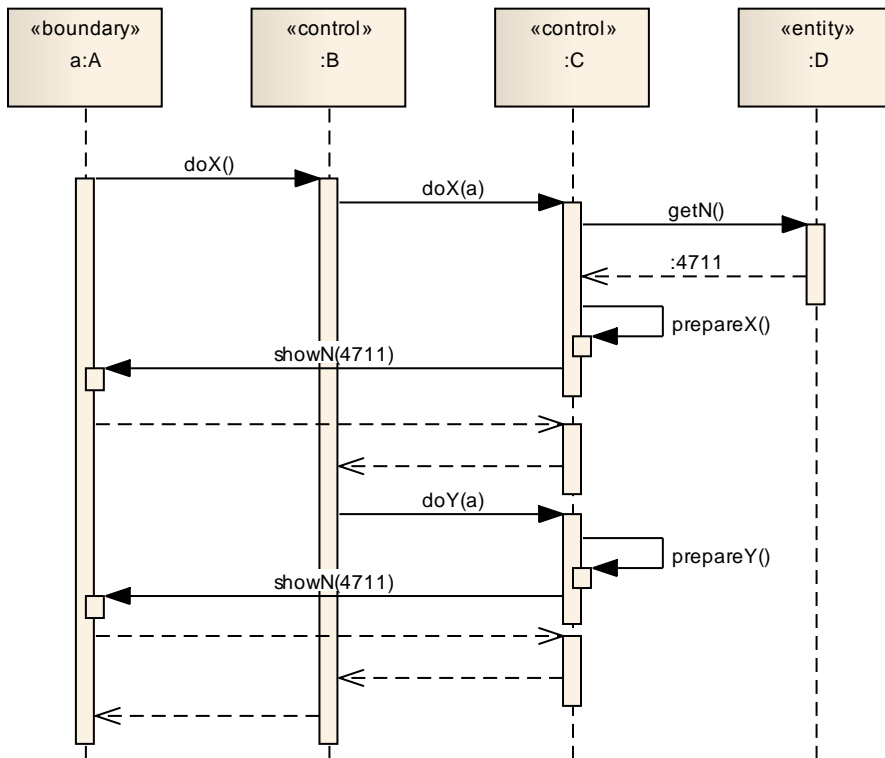 «boundary»
a:A
«control»
:B
«control»
:C
«entity»
:D
doX()
doX(a)
getN()
:4711
prepareX()
showN(4711)
doY(a)
prepareY()
showN(4711)